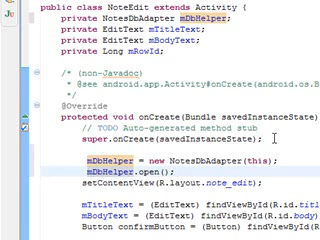 public class NoteEdit extends Activity {
private NotesDbAdapter mDbHelper;
private EditText mTitleText;
private EditText mBodyText;
private Long mRowId;
/* (non-Javadoc)
* @see android.app.Activity#onCreate(android.os.B
*/
@Override
protected void onCreate(Bundle savedInstanceState)
// TODO Auto-generated method stub
super.onCreate(savedInstanceState);
mDbHelper = new NotesDbAdapter(this);
mDbHelper.open();
setContentView(R.layout.note_edit);
mTitleText = (EditText) findViewById(R.id.titl
mBodyText = (EditText) findViewById(R.id.body)
Button confirmButton = (Button) findViewById(R